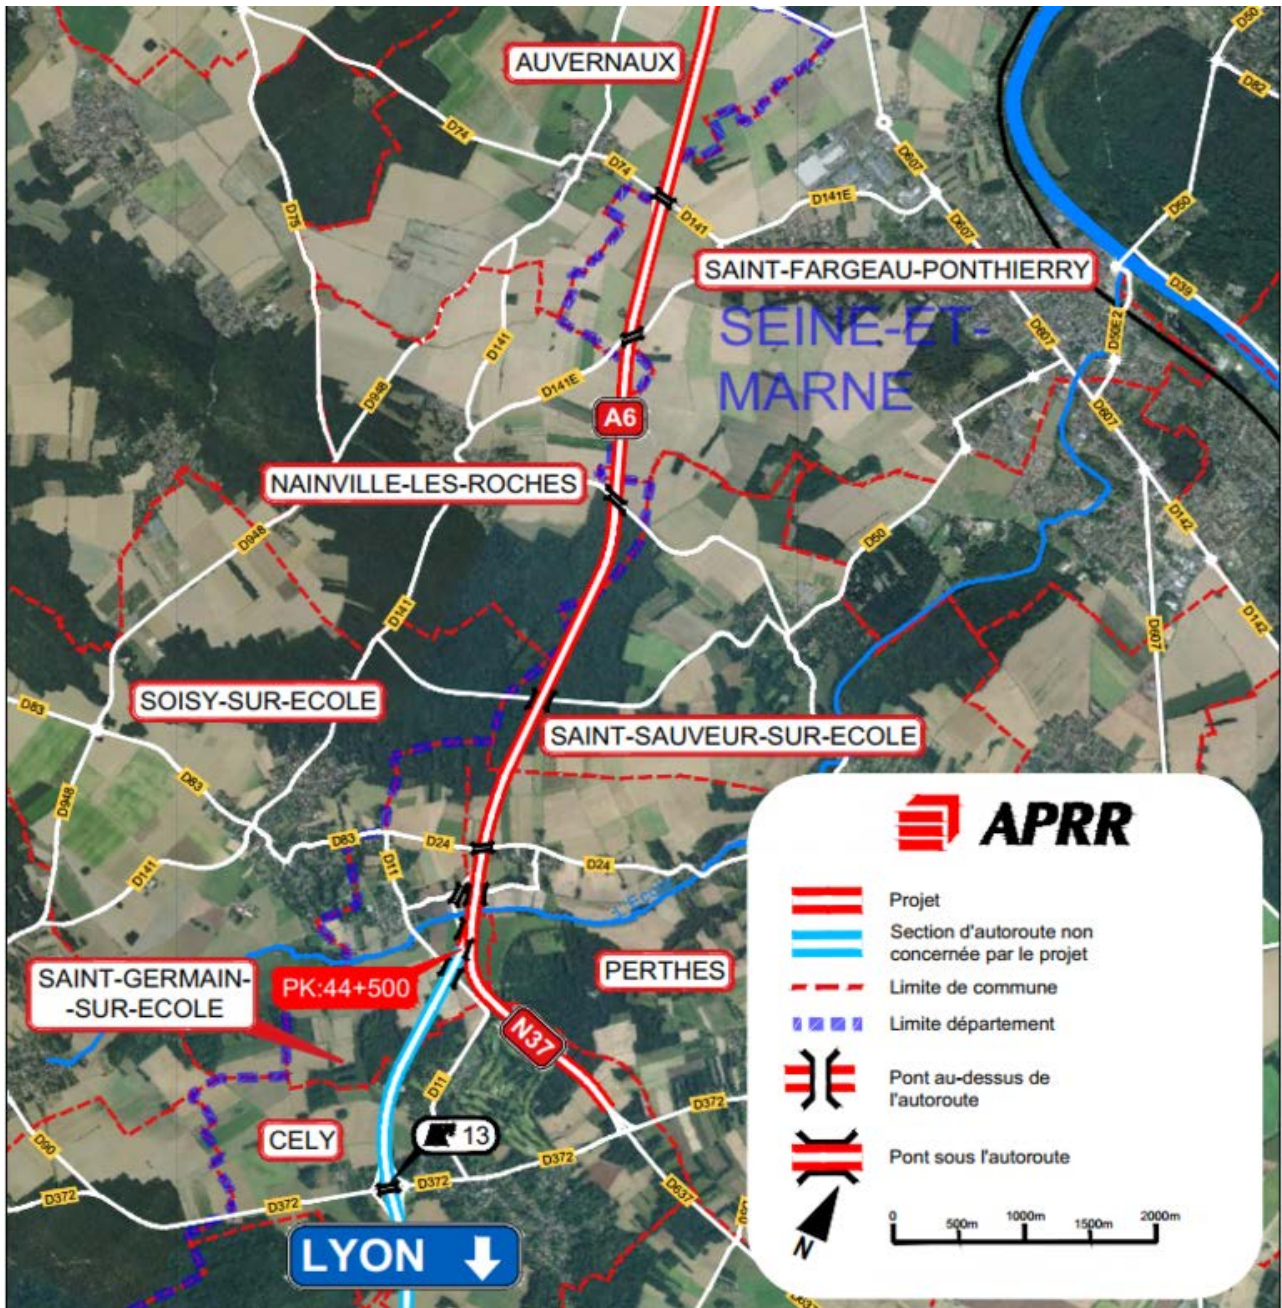 D50
AUVERNAUX
D82
D74
D607
D74
D141E
D50
D75
D141
D607
SAINT-FARGEAU-PONTHIERRY
D39
SEINE-ET-
MARNE
D50E2
D607
D141
D141E
D948
A6
D607
NAINVILLE-LES-ROCHES
D142
D948
D50
D141
D142
D607
SOISY-SUR-ECOLE
D83
SAINT-SAUVEUR-SUR-ECOLE
D83
D948
APRR
D83
D24
D24
D11
D141
Projet
Section d'autoroute non
concernée par le projet
PERTHES
SAINT-GERMAIN-
-SUR-ECOLE
PK:44+500
Limite de commune
Limite département
N37
Pont au-dessus de
l'autoroute
D11
D372
CELY
13
D90
D372
Pont sous l'autoroute
D372
D372
D372
D637
N
0 500m 1000m 1500m 2000m
LYON